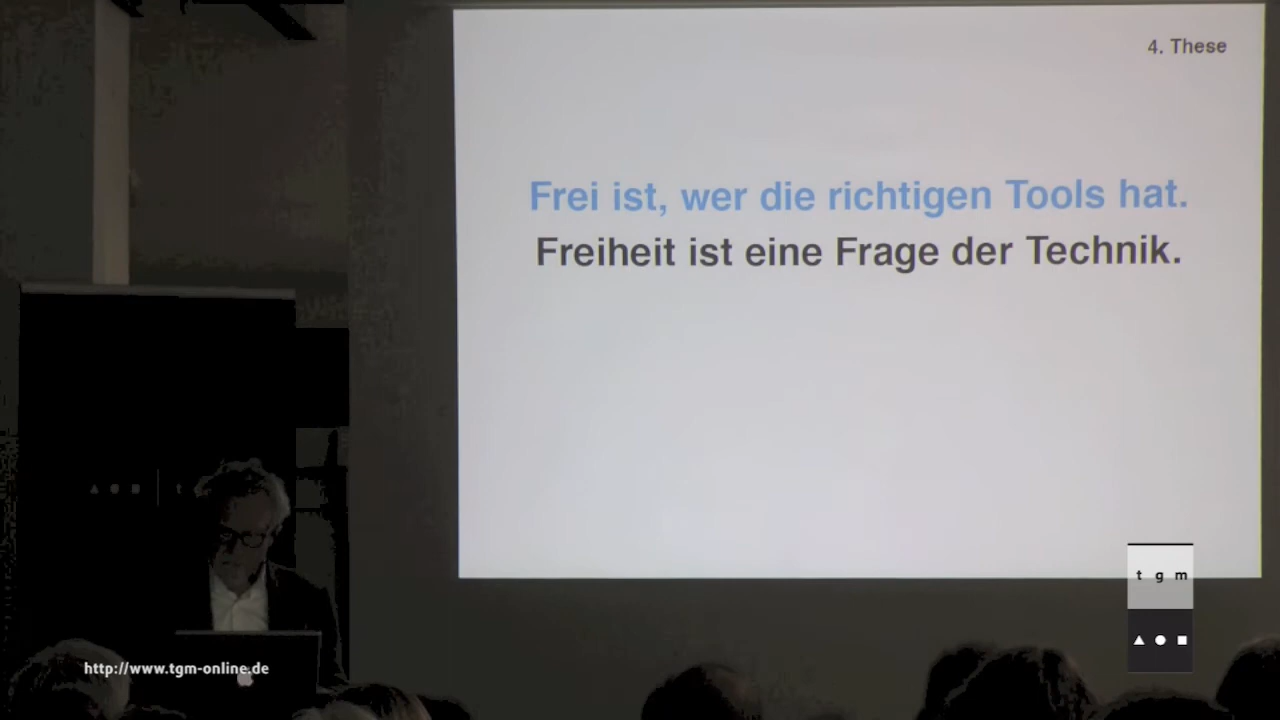 4. These
Frei ist, wer die richtigen Tools hat.
Freiheit ist eine Frage der Technik.
t
t g m
http://www.tgm-online.de